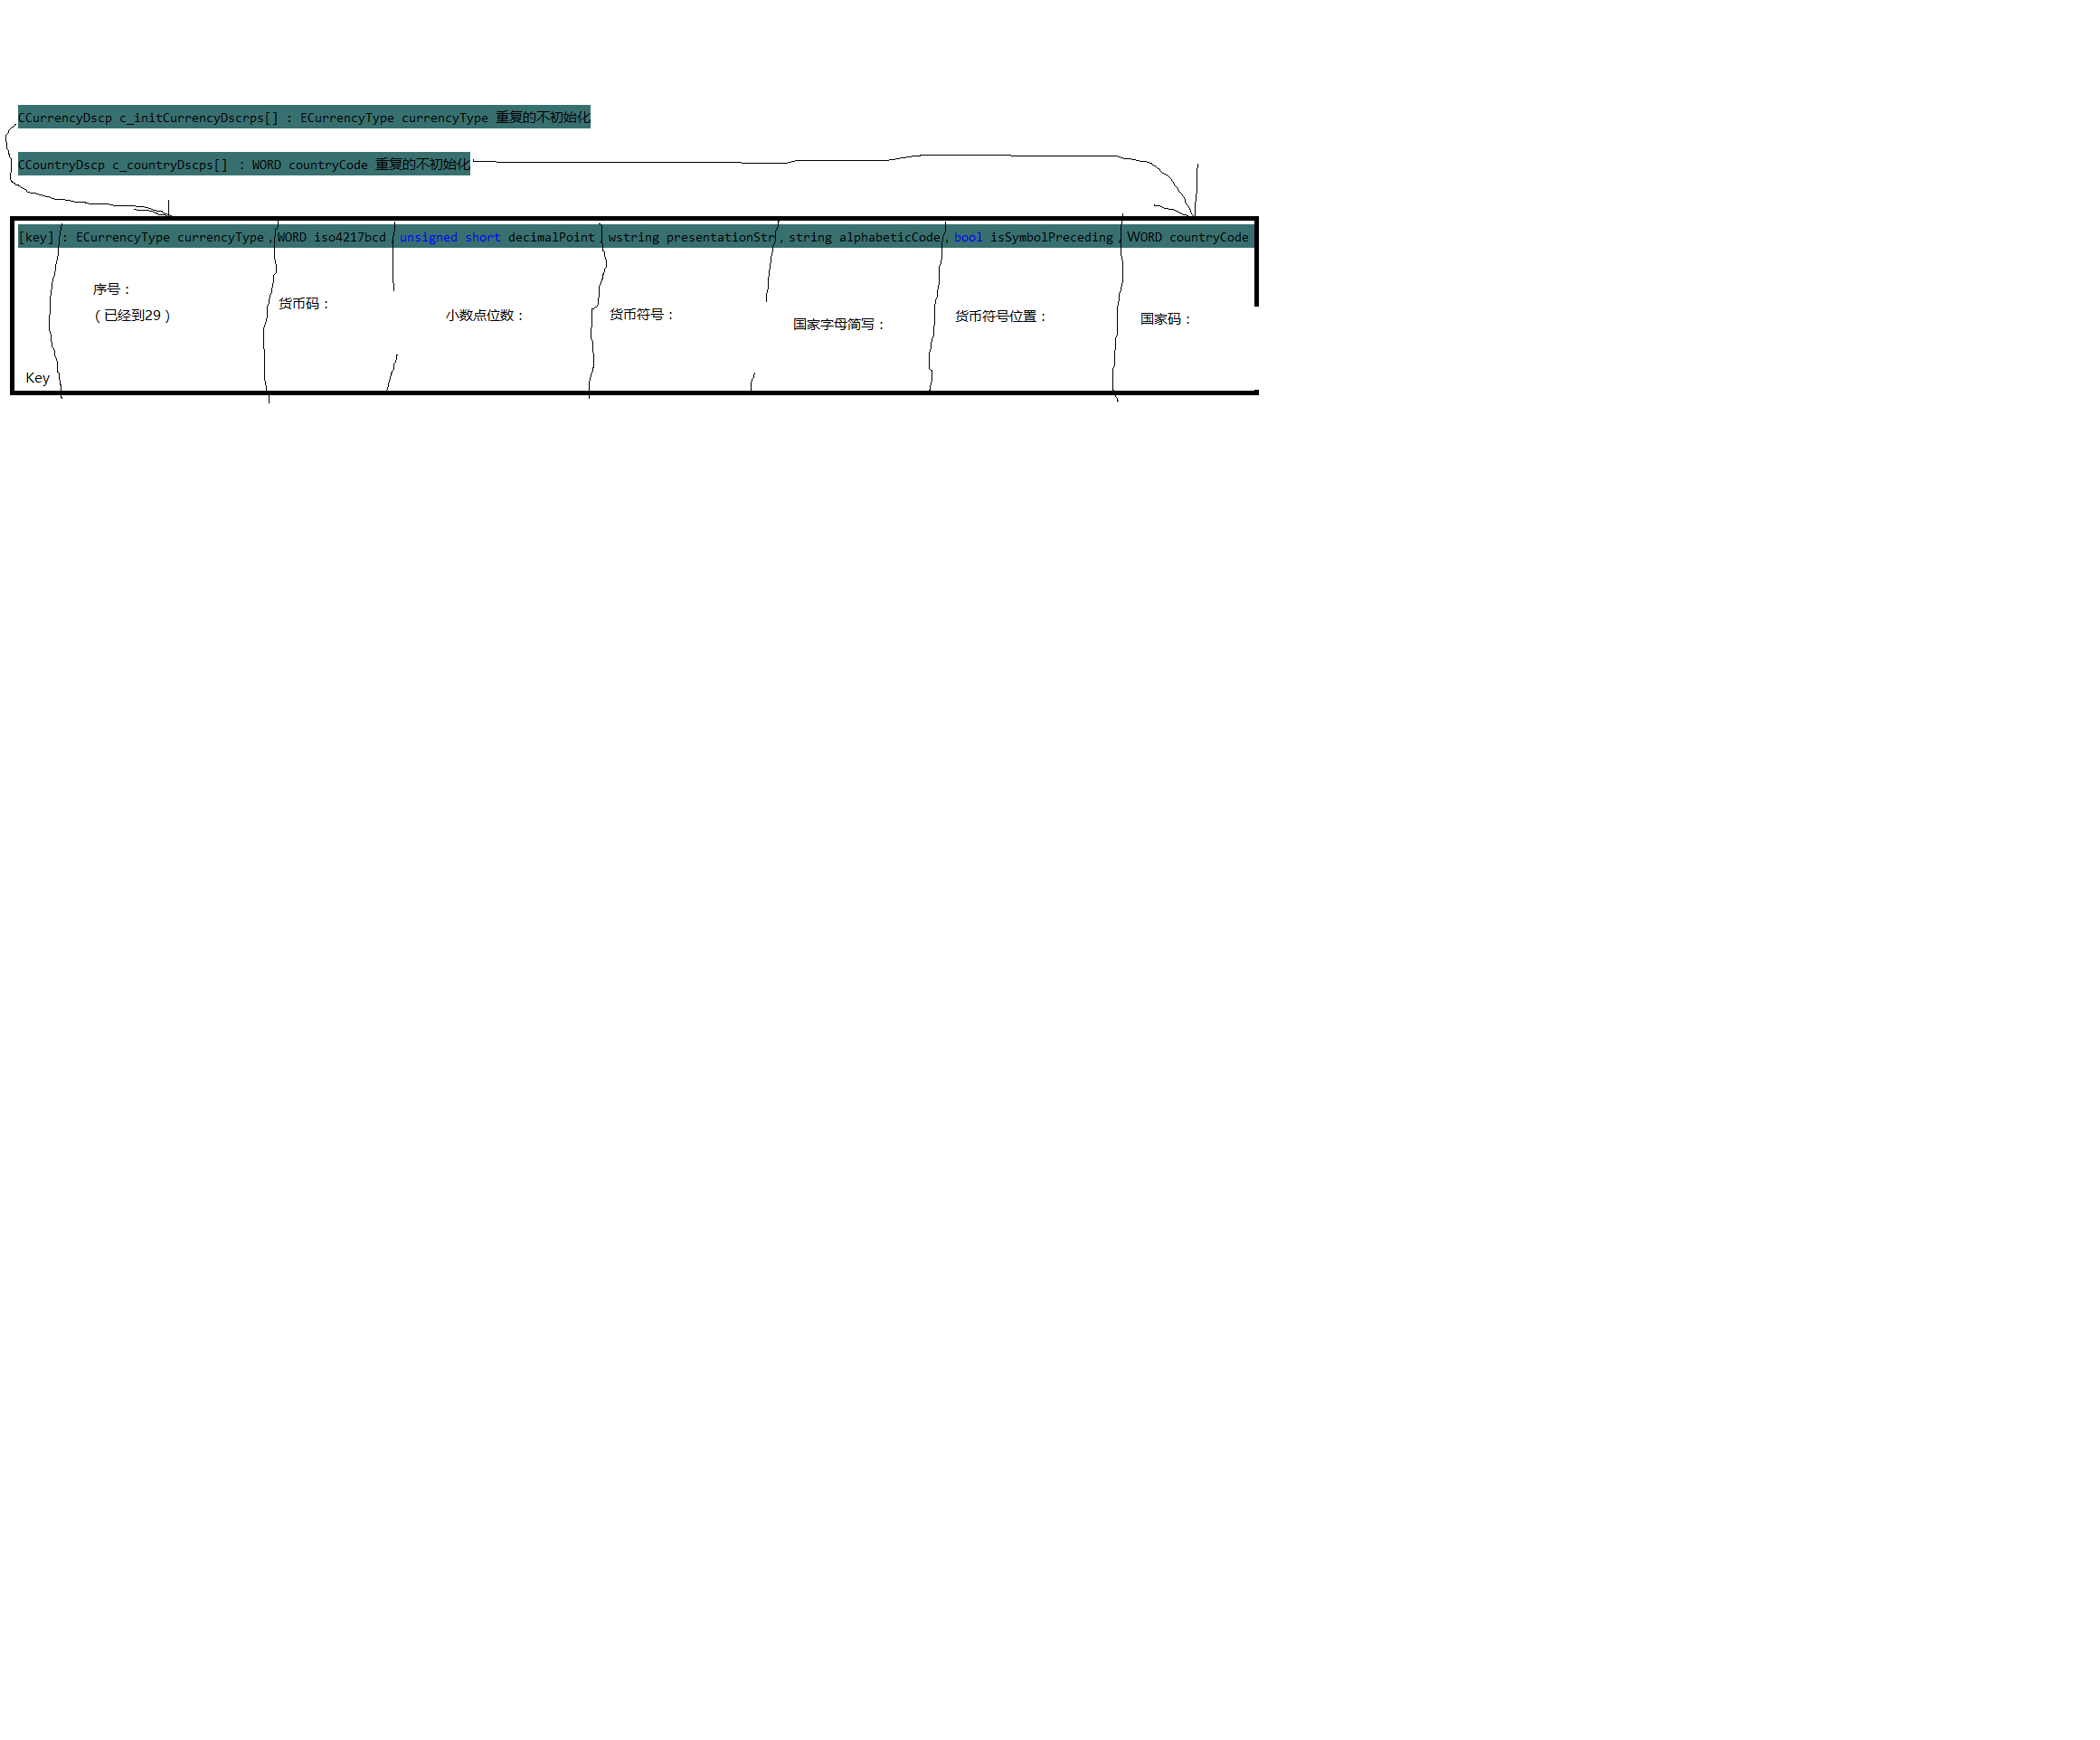 CCurrencyDscp c_initCurrencyDscrps[] : ECurrencyType currencyType 重复的不初始化
CCountryDscp c_countryDscps[] : WORD countryCode 重复的不初始化
[key] : ECurrencyType currencyType，WORD iso4217bcd，unsigned short decimalPoint，wstring presentationStr，string alphabeticCode，bool isSymbolPreceding，WORD countryCode
序号：
（已经到29）
货币码：
小数点位数：
货币符号：
国家字母简写：
货币符号位置：
国家码：
Key